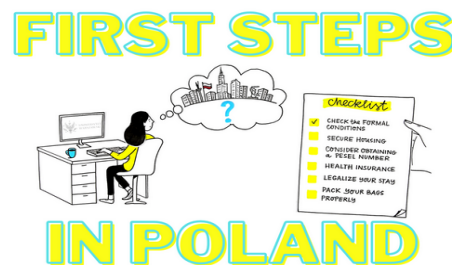 FIRST STEPS
?
checklist
CHECK the FORMAL
CONDITIONS
SECURE HOUSING
CONSIDER OBTAINING
a PESEL NUMBER
HEALTH INSURANCE
LEGALIZE YOUR STAY
PACK YOUR BAGS
PROPERLY
IN POLAND